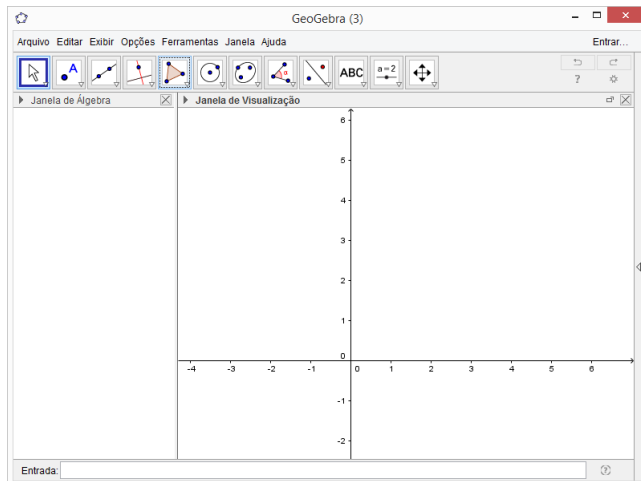 GeoGebra (3)
Arquivo Editar Exibir Opções Ferramentas Janela Ajuda Entrar...
A α ABC a=2 ?
Janela de Álgebra Janela de Visualização
6
5
4
3
2
1
0
-4 -3 -2 -1 0 1 2 3 4 5 6
-1
-2
Entrada: ?